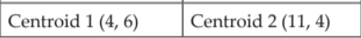 Centroid 1 (4, 6) Centroid 2 (11, 4)